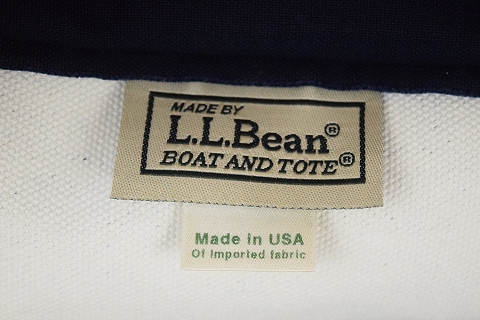 MADE BY
L.L.Bean®
BOAT AND TOTE®
Made in USA
Of Imported fabric